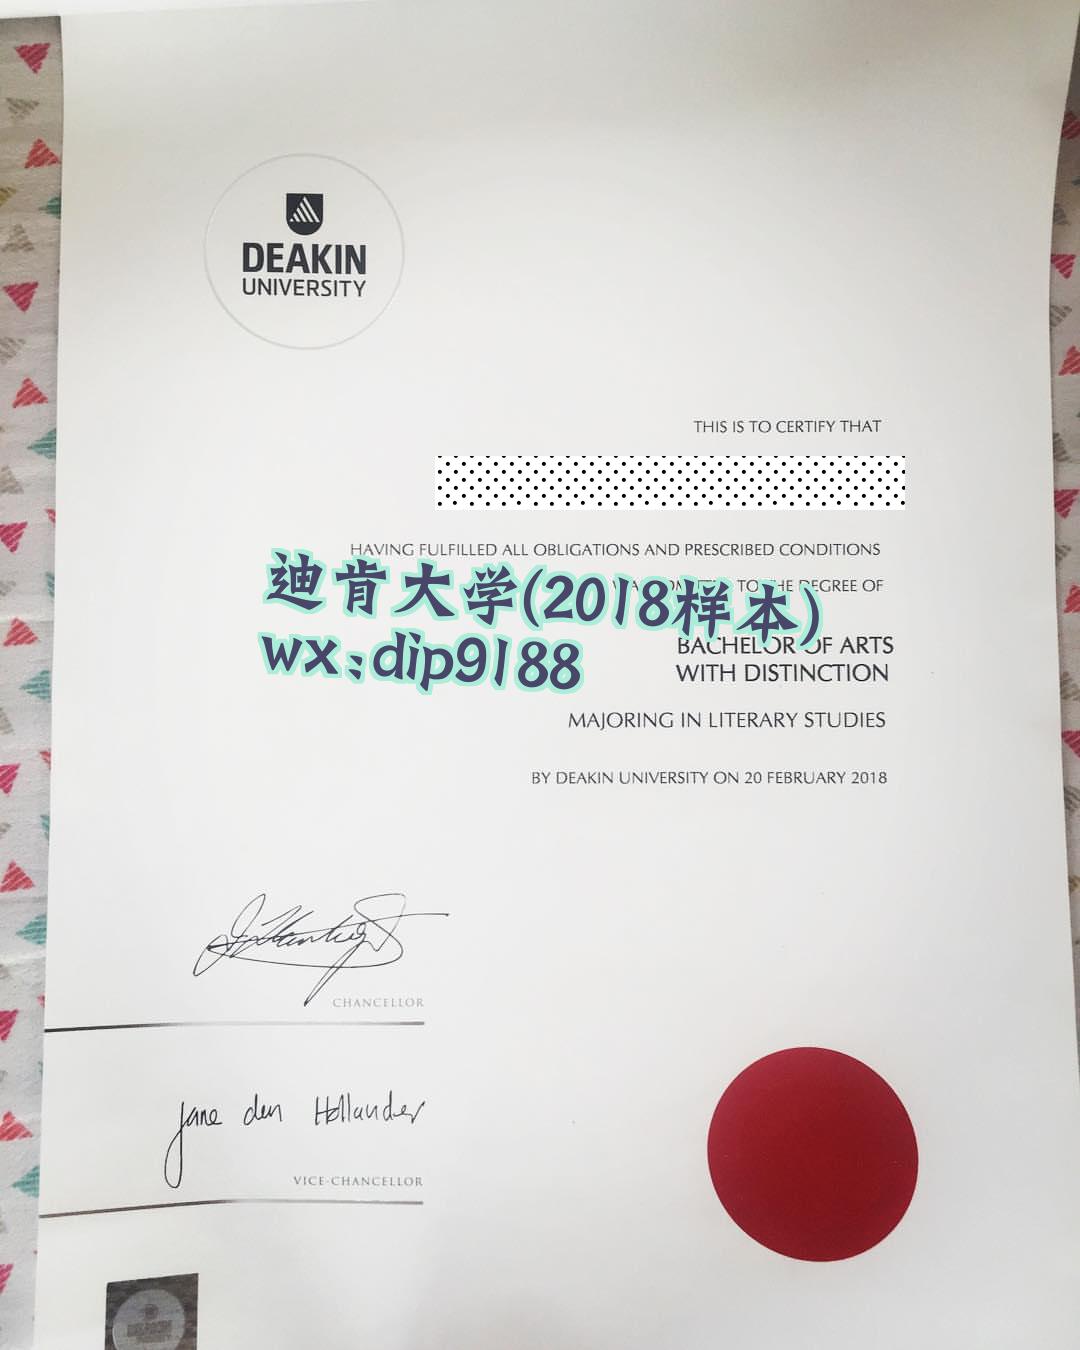 DEAKIN
UNIVERSITY
THIS IS TO CERTIFY THAT
HAVING FULFILLED ALL OBLIGATIONS AND PRESCRIBED CONDITIONS
DEGREE OF
迪肯大学(2018样本)
wx:dip9188
BACHELOR OF ARTS
WITH DISTINCTION
MAJORING IN LITERARY STUDIES
BY DEAKIN UNIVERSITY ON 20 FEBRUARY 2018
CHANCELLOR
Jane den Hollander
VICE-CHANCELLOR
DEAKIN